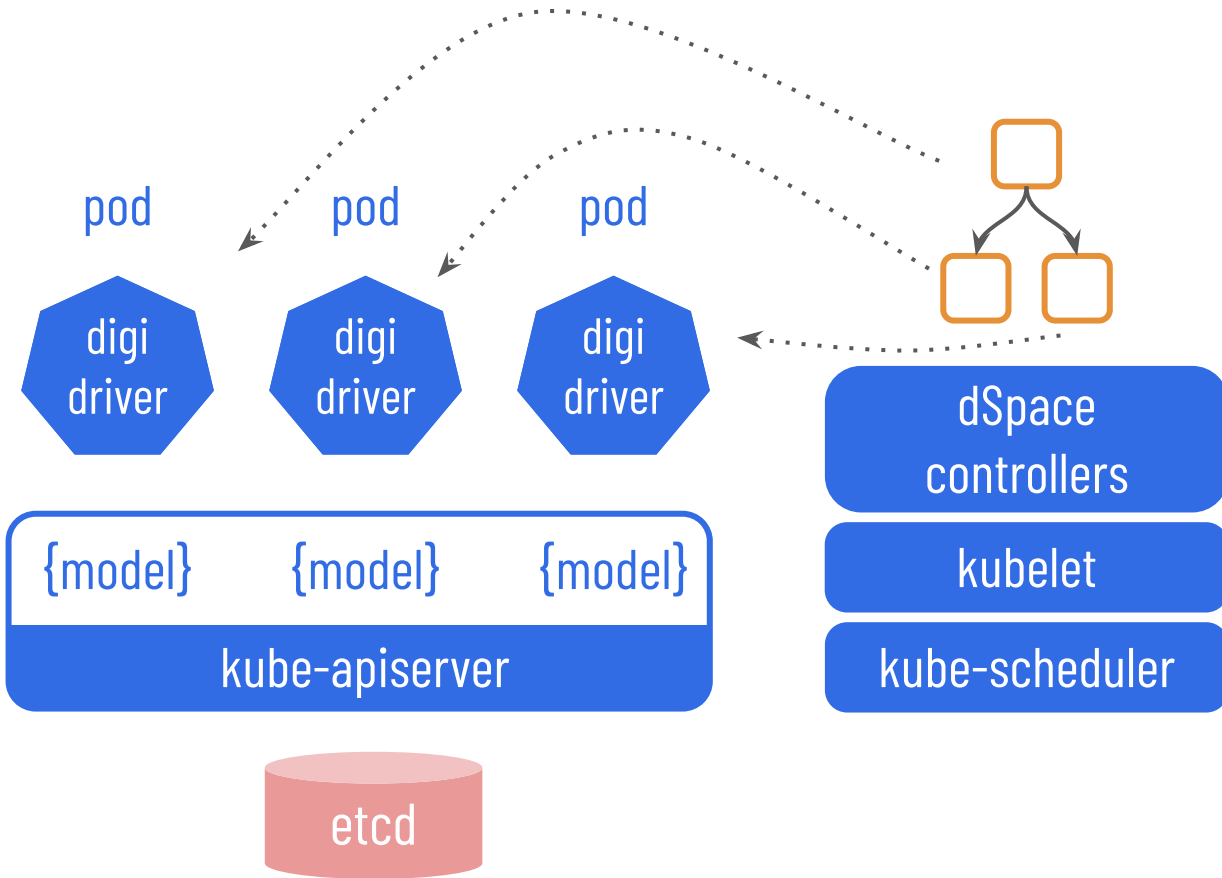 pod
pod
pod
digi
driver
digi
driver
digi
driver
dSpace
controllers
{model}
{model}
{model}
kubelet
kube-apiserver
kube-scheduler
etcd